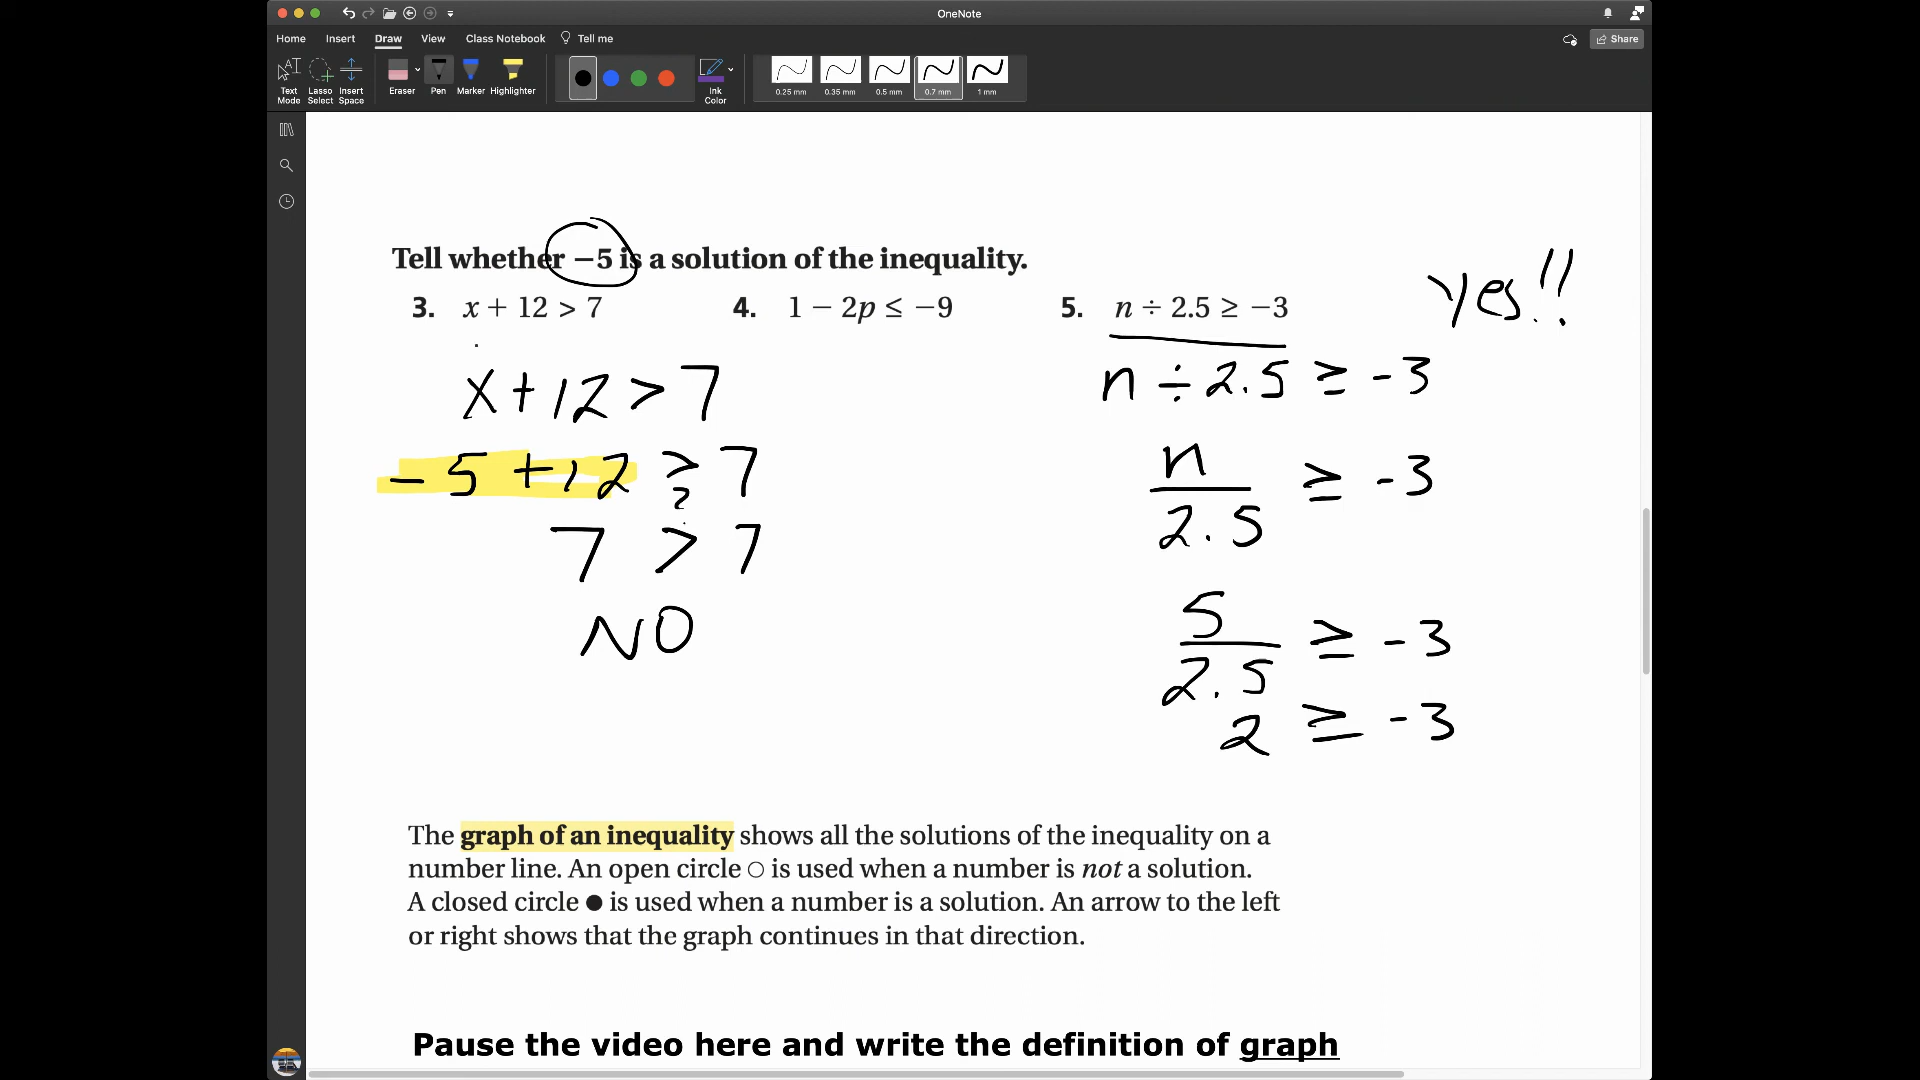 OneNote
Home Insert Draw View Class Notebook Tell me
Share
Text Mode
Lasso Select
Insert Space
Eraser
Pen
Marker
Highlighter
Ink Color
0.25 mm
0.35 mm
0.5 mm
0.7 mm
1 mm
Tell whether −5 is a solution of the inequality.
3. x + 12 > 7 4. 1 − 2p ≤ −9 5. n ÷ 2.5 ≥ −3
yes!!
x + 12 > 7
- 5 + 12 > 7
?
7 > 7
NO
n ÷ 2.5 ≥ -3
n
2.5 ≥ -3
5
2.5 ≥ -3
2 ≥ -3
The graph of an inequality shows all the solutions of the inequality on a
number line. An open circle ○ is used when a number is not a solution.
A closed circle ● is used when a number is a solution. An arrow to the left
or right shows that the graph continues in that direction.
Pause the video here and write the definition of graph